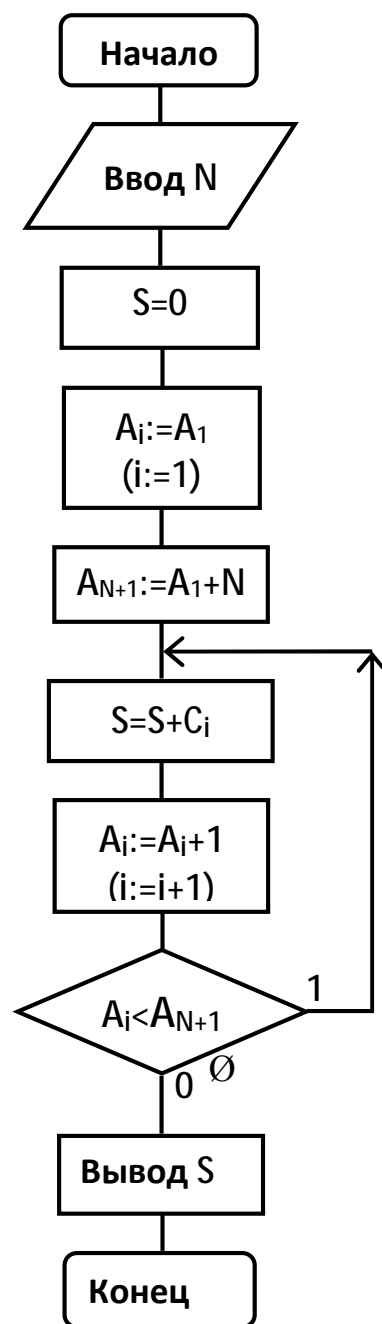 Начало
Ввод N
S=0
Ai:=A1
(i:=1)
AN+1:=A1+N
S=S+Ci
Ai:=Ai+1
(i:=i+1)
Ai<AN+1
1
0 Ø
Вывод S
Конец